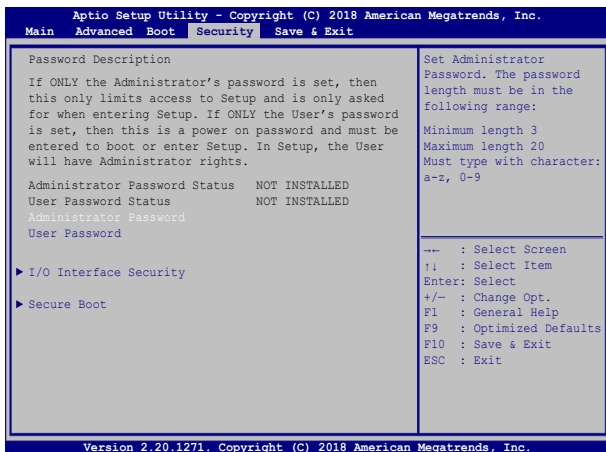 Aptio Setup Utility - Copyright (C) 2018 American Megatrends, Inc.
Main Advanced Boot Security Save & Exit
Password Description
If ONLY the Administrator's password is set, then
this only limits access to Setup and is only asked
for when entering Setup. If ONLY the User's password
is set, then this is a power on password and must be
entered to boot or enter Setup. In Setup, the User
will have Administrator rights.
Administrator Password Status NOT INSTALLED
User Password Status NOT INSTALLED
Administrator Password
User Password
▶ I/O Interface Security
▶ Secure Boot
Set Administrator
Password. The password
length must be in the
following range:
Minimum length 3
Maximum length 20
Must type with character:
a-z, 0-9
→← : Select Screen
↑↓ : Select Item
Enter: Select
+/— : Change Opt.
F1 : General Help
F9 : Optimized Defaults
F10 : Save & Exit
ESC : Exit
Version 2.20.1271. Copyright (C) 2018 American Megatrends, Inc.